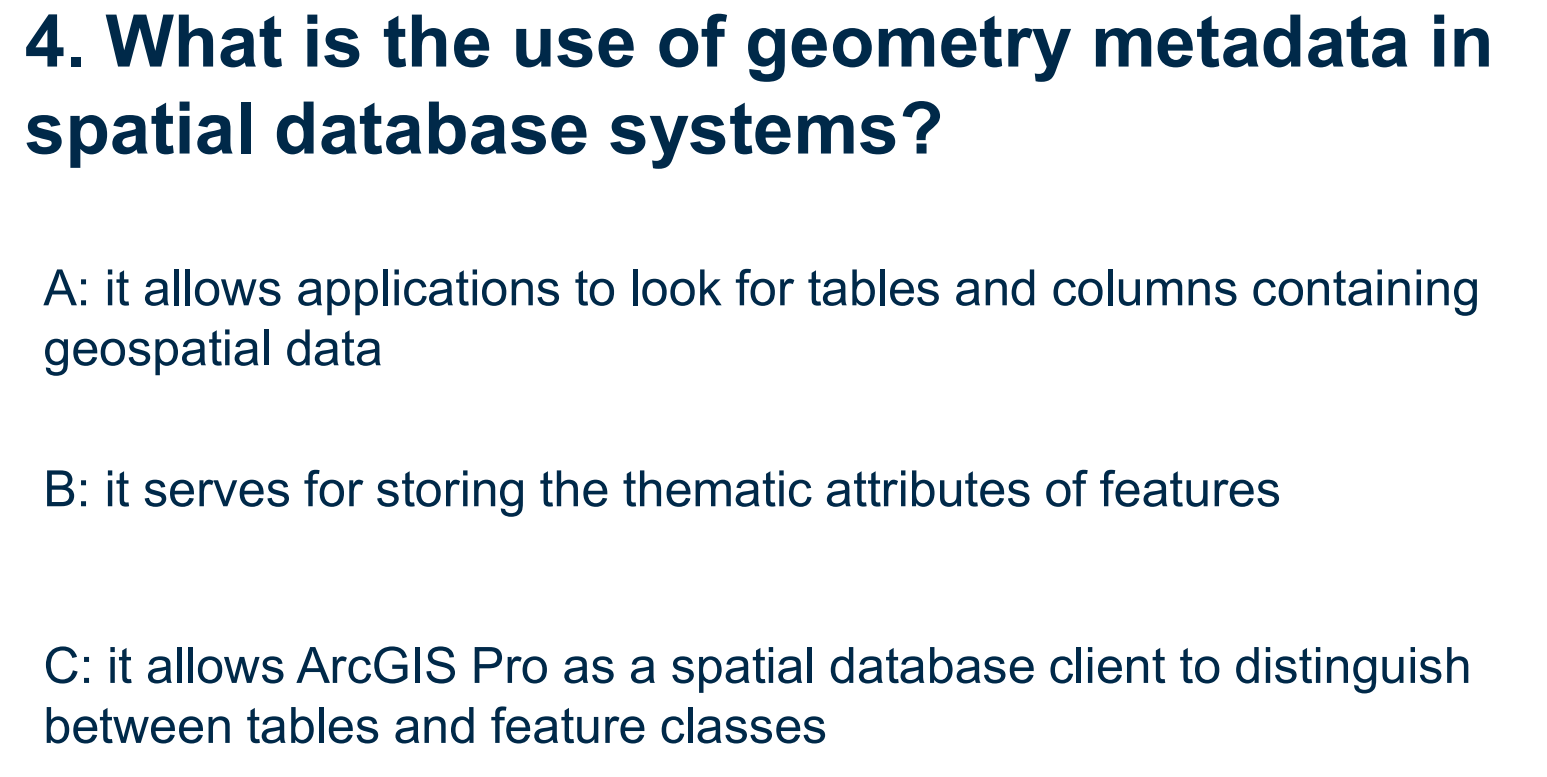 4. What is the use of geometry metadata in
spatial database systems?
A: it allows applications to look for tables and columns containing
geospatial data
B: it serves for storing the thematic attributes of features
C: it allows ArcGIS Pro as a spatial database client to distinguish
between tables and feature classes